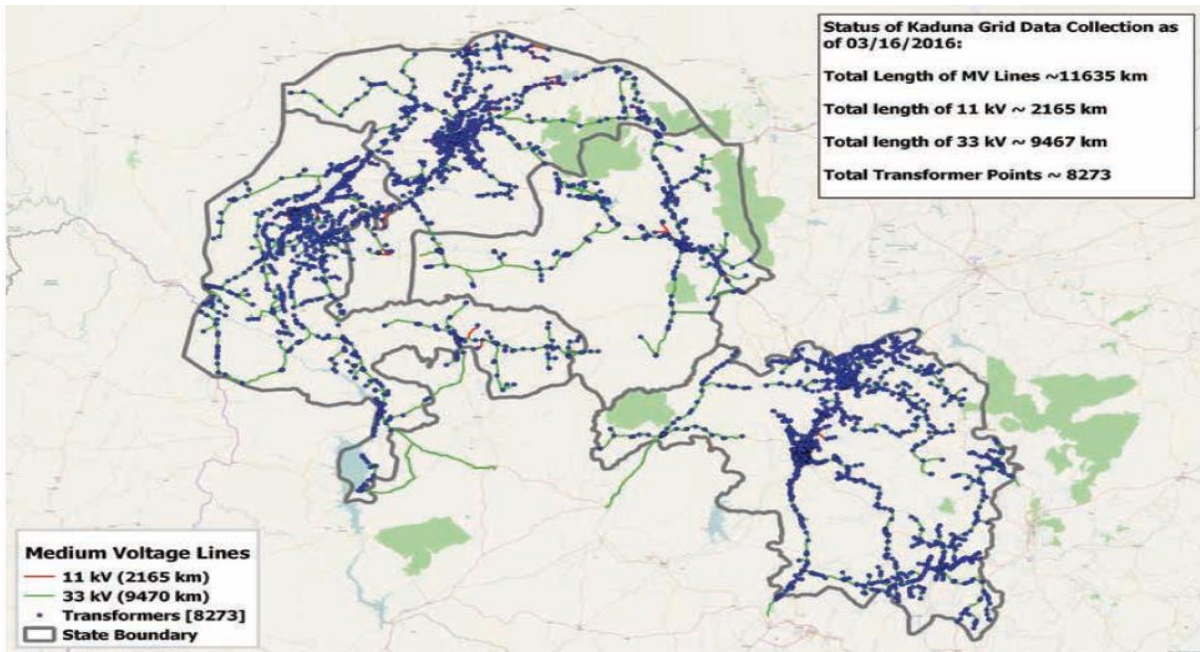 Status of Kaduna Grid Data Collection as
of 03/16/2016:
Total Length of MV Lines ~11635 km
Total length of 11 kV ~ 2165 km
Total length of 33 kV ~ 9467 km
Total Transformer Points ~ 8273
Medium Voltage Lines
11 kV (2165 km)
33 kV (9470 km)
Transformers [8273]
State Boundary